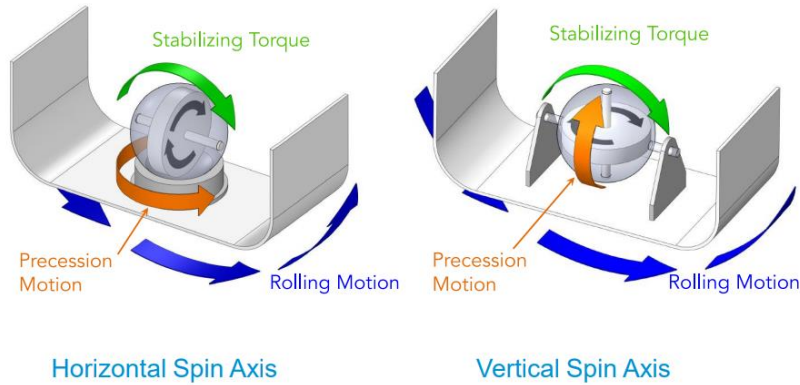 Stabilizing Torque
Precession
Motion
Rolling Motion
Horizontal Spin Axis
Stabilizing Torque
Precession
Motion
Rolling Motion
Vertical Spin Axis